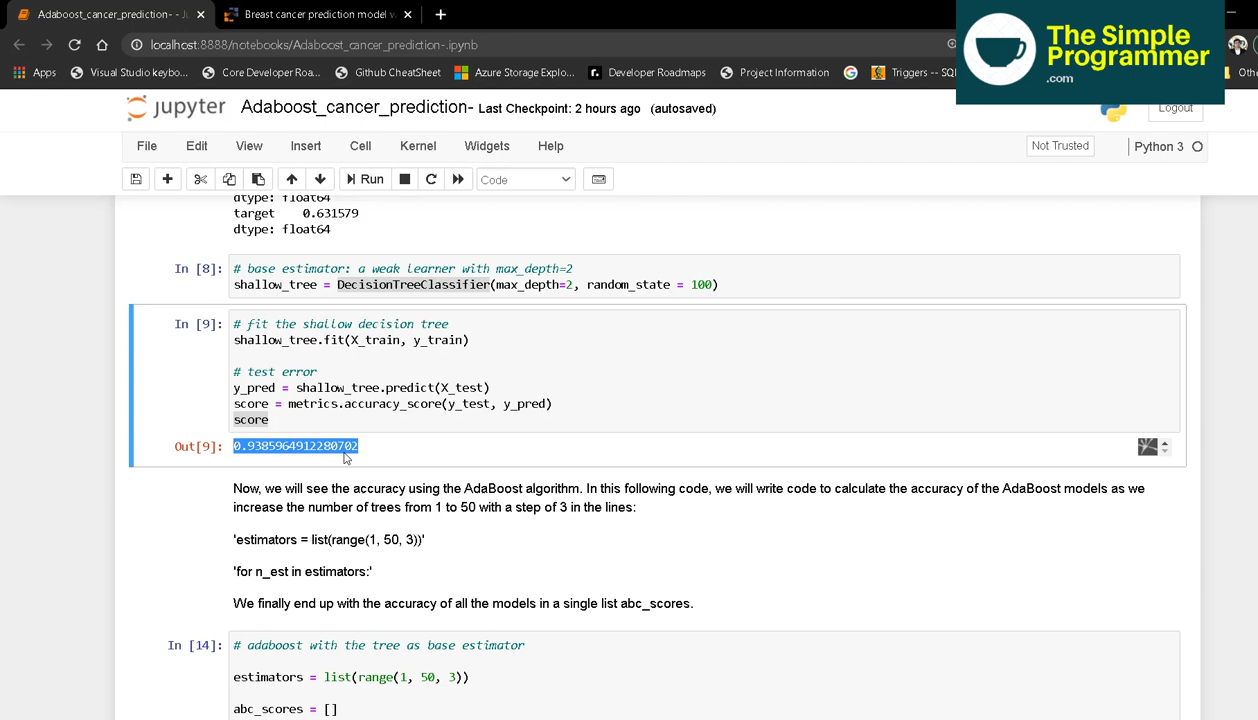 Adaboost_cancer_prediction- - Ju
Breast cancer prediction model w
localhost:8888/notebooks/Adaboost_cancer_prediction-.ipynb
Apps
Visual Studio keybo...
Core Developer Roa...
Github CheatSheet
Azure Storage Explo...
Developer Roadmaps
Project Information
Triggers -- SQL
Othe
The Simple
Programmer
.com
jupyter Adaboost_cancer_prediction- Last Checkpoint: 2 hours ago (autosaved)
Logout
File Edit View Insert Cell Kernel Widgets Help
Not Trusted
Python 3
Run
Code
dtype: float64
target    0.631579
dtype: float64
In [8]:
# base estimator: a weak learner with max_depth=2
shallow_tree = DecisionTreeClassifier(max_depth=2, random_state = 100)
In [9]:
# fit the shallow decision tree
shallow_tree.fit(X_train, y_train)
# test error
y_pred = shallow_tree.predict(X_test)
score = metrics.accuracy_score(y_test, y_pred)
score
Out[9]: 0.9385964912280702
Now, we will see the accuracy using the AdaBoost algorithm. In this following code, we will write code to calculate the accuracy of the AdaBoost models as we
increase the number of trees from 1 to 50 with a step of 3 in the lines:
'estimators = list(range(1, 50, 3))'
'for n_est in estimators:'
We finally end up with the accuracy of all the models in a single list abc_scores.
In [14]:
# adaboost with the tree as base estimator
estimators = list(range(1, 50, 3))
abc_scores = []